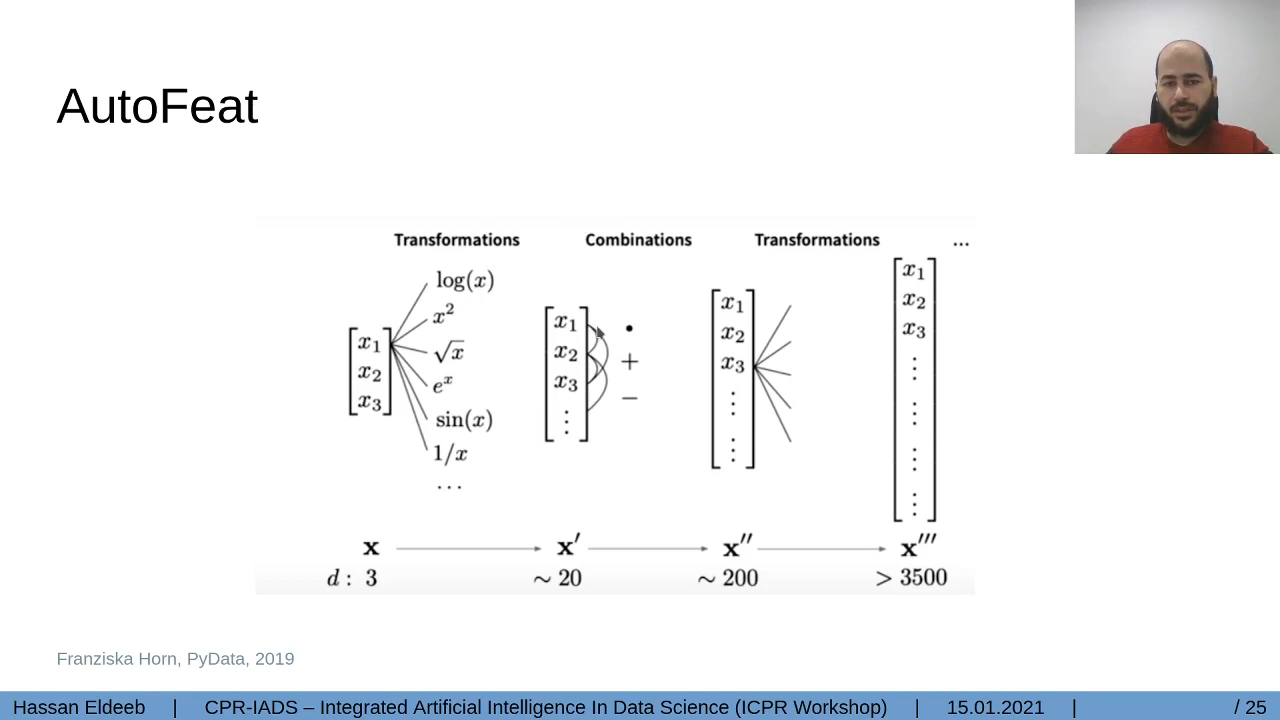 AutoFeat
Transformations Combinations Transformations ...
log(x)
x²
√x
eˣ
sin(x)
1/x
...
x₁
x₂
x₃
x₁
x₂
x₃
⋮
• 
+
−
x₁
x₂
x₃
⋮
⋮
x₁
x₂
x₃
⋮
⋮
⋮
⋮
x x′ x″ x‴
d : 3 ~ 20 ~ 200 > 3500
Franziska Horn, PyData, 2019
Hassan Eldeeb | CPR-IADS – Integrated Artificial Intelligence In Data Science (ICPR Workshop) | 15.01.2021 | / 25